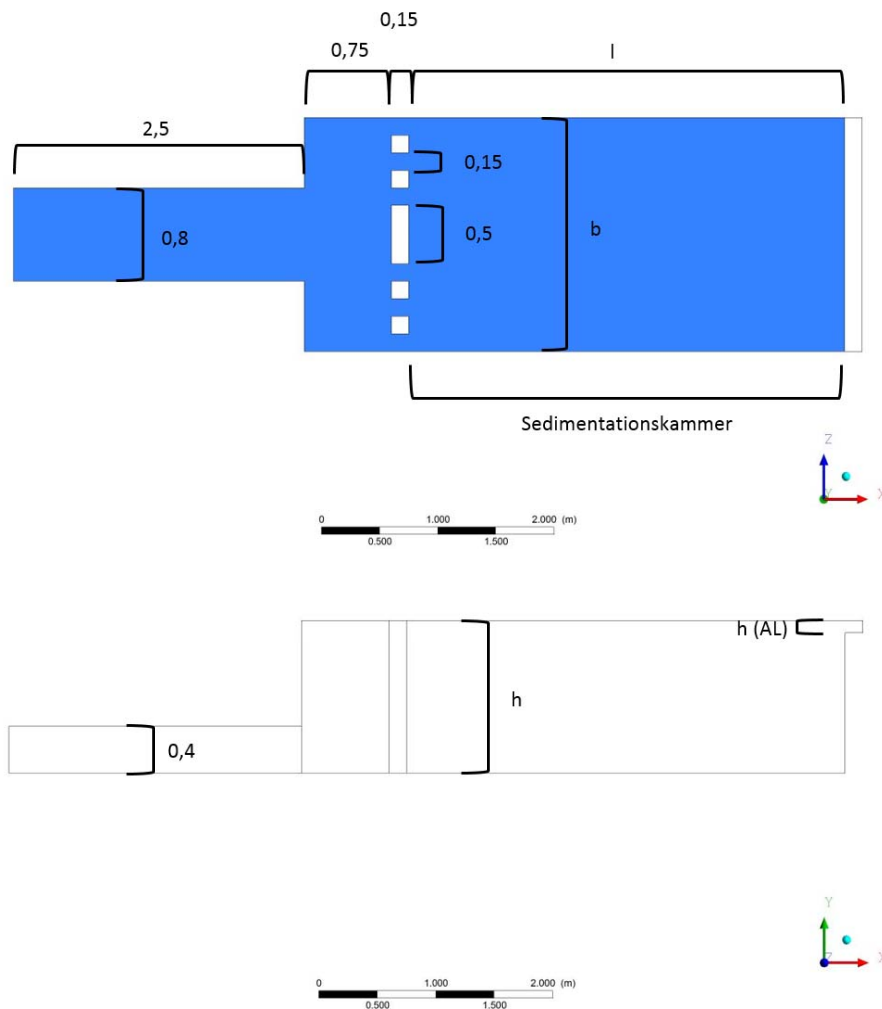 0,15
0,75
l
2,5
0,15
0,8
0,5
b
Sedimentationskammer
Z
Y
X
0
1.000
2.000 (m)
0.500
1.500
h (AL)
h
0,4
Y
Z
X
0
1.000
2.000 (m)
0.500
1.500